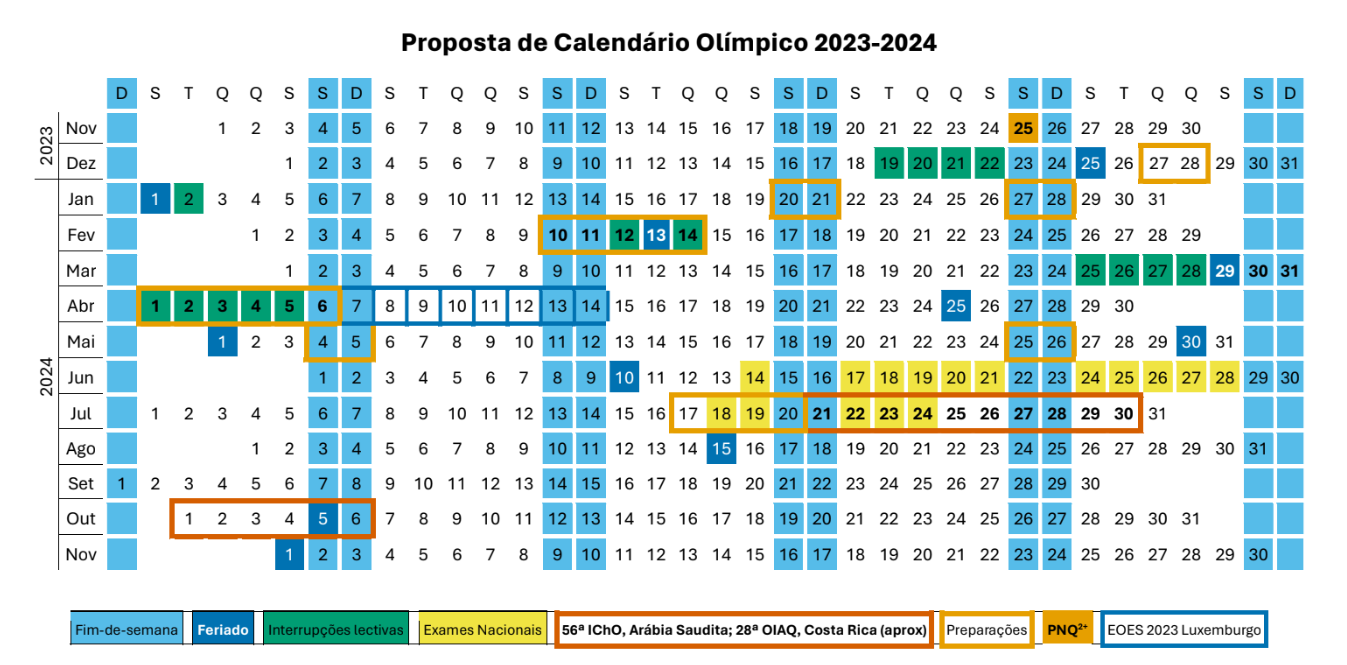 Proposta de Calendário Olímpico 2023-2024
D S T Q Q S S D S T Q Q S S D S T Q Q S S D S T Q Q S S D S T Q Q S S D
2023
Nov 1 2 3 4 5 6 7 8 9 10 11 12 13 14 15 16 17 18 19 20 21 22 23 24 25 26 27 28 29 30
Dez 1 2 3 4 5 6 7 8 9 10 11 12 13 14 15 16 17 18 19 20 21 22 23 24 25 26 27 28 29 30 31
2024
Jan 1 2 3 4 5 6 7 8 9 10 11 12 13 14 15 16 17 18 19 20 21 22 23 24 25 26 27 28 29 30 31
Fev 1 2 3 4 5 6 7 8 9 10 11 12 13 14 15 16 17 18 19 20 21 22 23 24 25 26 27 28 29
Mar 1 2 3 4 5 6 7 8 9 10 11 12 13 14 15 16 17 18 19 20 21 22 23 24 25 26 27 28 29 30 31
Abr 1 2 3 4 5 6 7 8 9 10 11 12 13 14 15 16 17 18 19 20 21 22 23 24 25 26 27 28 29 30
Mai 1 2 3 4 5 6 7 8 9 10 11 12 13 14 15 16 17 18 19 20 21 22 23 24 25 26 27 28 29 30 31
Jun 1 2 3 4 5 6 7 8 9 10 11 12 13 14 15 16 17 18 19 20 21 22 23 24 25 26 27 28 29 30
Jul 1 2 3 4 5 6 7 8 9 10 11 12 13 14 15 16 17 18 19 20 21 22 23 24 25 26 27 28 29 30 31
Ago 1 2 3 4 5 6 7 8 9 10 11 12 13 14 15 16 17 18 19 20 21 22 23 24 25 26 27 28 29 30 31
Set 1 2 3 4 5 6 7 8 9 10 11 12 13 14 15 16 17 18 19 20 21 22 23 24 25 26 27 28 29 30
Out 1 2 3 4 5 6 7 8 9 10 11 12 13 14 15 16 17 18 19 20 21 22 23 24 25 26 27 28 29 30 31
Nov 1 2 3 4 5 6 7 8 9 10 11 12 13 14 15 16 17 18 19 20 21 22 23 24 25 26 27 28 29 30
Fim-de-semana Feriado Interrupções lectivas Exames Nacionais 56ª IChO, Arábia Saudita; 28ª OIAQ, Costa Rica (aprox) Preparações PNQ²⁺ EOES 2023 Luxemburgo